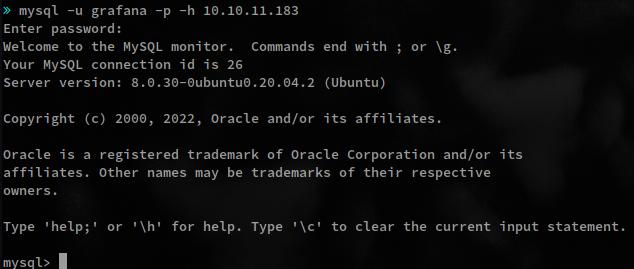 » mysql -u grafana -p -h 10.10.11.183
Enter password:
Welcome to the MySQL monitor.  Commands end with ; or \g.
Your MySQL connection id is 26
Server version: 8.0.30-0ubuntu0.20.04.2 (Ubuntu)
Copyright (c) 2000, 2022, Oracle and/or its affiliates.
Oracle is a registered trademark of Oracle Corporation and/or its
affiliates. Other names may be trademarks of their respective
owners.
Type 'help;' or '\h' for help. Type '\c' to clear the current input statement.
mysql>